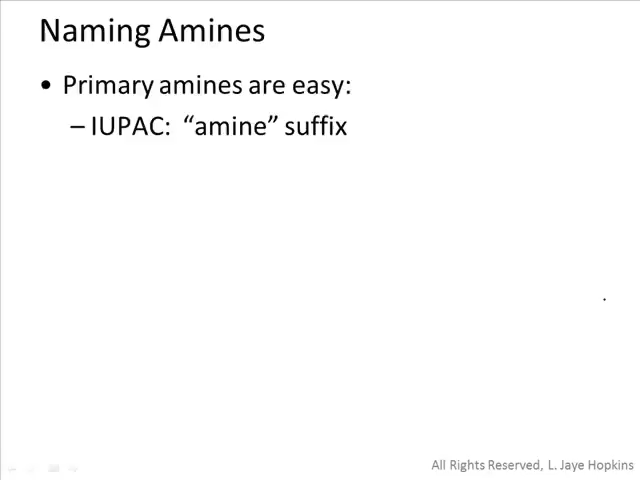 Naming Amines
• Primary amines are easy:
– IUPAC: “amine” suffix
All Rights Reserved, L. Jaye Hopkins